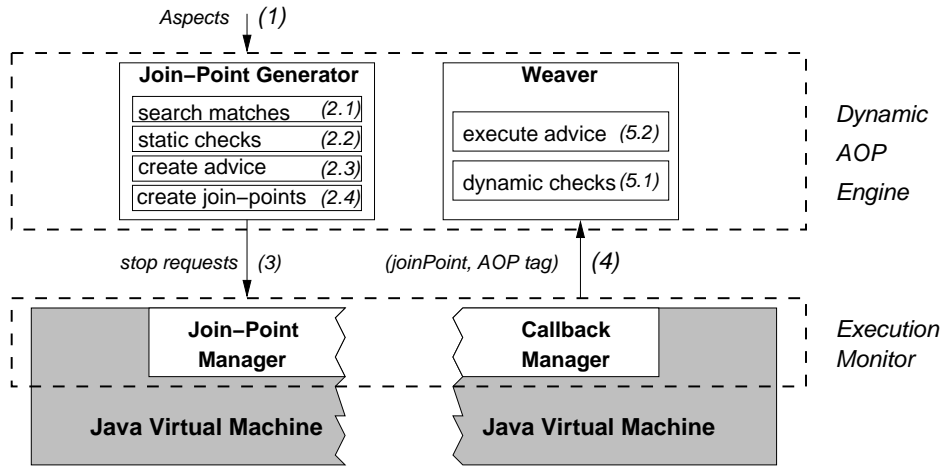 Aspects (1)
Join–Point Generator
search matches (2.1)
static checks (2.2)
create advice (2.3)
create join–points (2.4)
Weaver
execute advice (5.2)
dynamic checks (5.1)
Dynamic
AOP
Engine
stop requests (3)
(joinPoint, AOP tag) (4)
Join–Point
Manager
Callback
Manager
Execution
Monitor
Java Virtual Machine
Java Virtual Machine